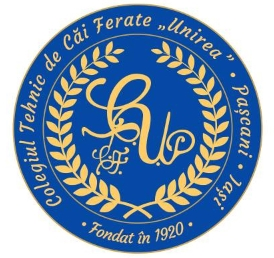 Colegiul Tehnic de Căi Ferate „Unirea” • Pașcani • Iași
C.F. U.P.
• Fondat în 1920 •